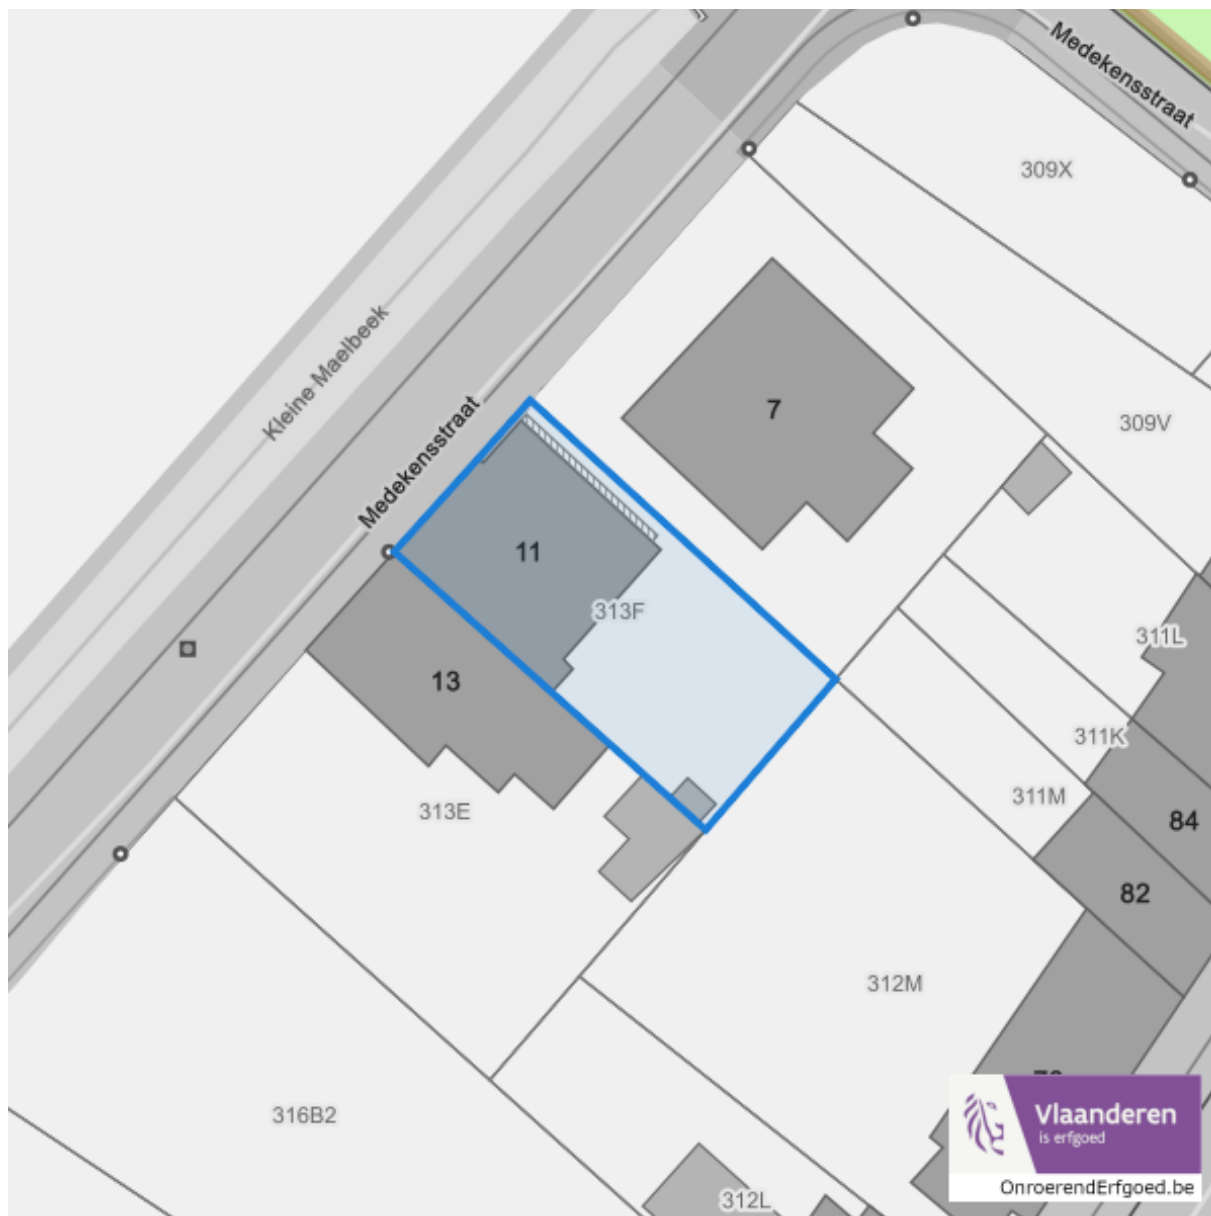 Medekensstraat
309X
Kleine Maelbeek
Medekensstraat
7
309V
11
313F
311L
13
311K
311M
313E
84
82
312M
316B2
312L
Vlaanderen
is erfgoed
OnroerendErfgoed.be